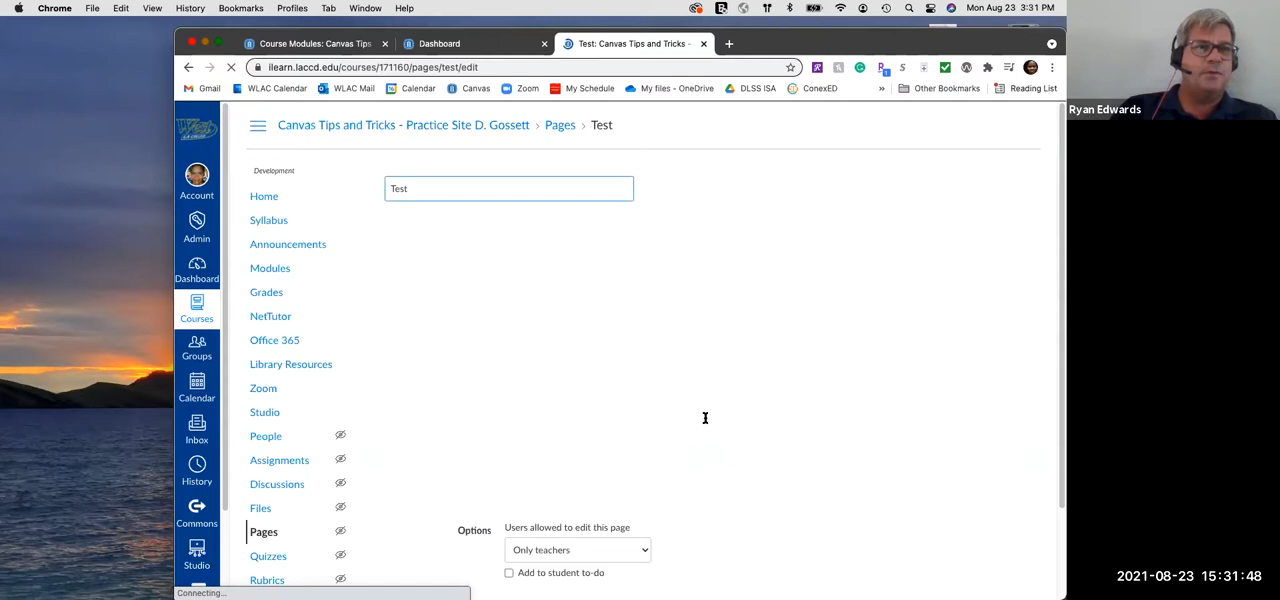 Chrome File Edit View History Bookmarks Profiles Tab Window Help Mon Aug 23 3:31 PM
Course Modules: Canvas Tips Dashboard Test: Canvas Tips and Tricks -
ilearn.laccd.edu/courses/171160/pages/test/edit
Gmail WLAC Calendar WLAC Mail Calendar Canvas Zoom My Schedule My files - OneDrive DLSS ISA ConexED » Other Bookmarks Reading List
Ryan Edwards
Canvas Tips and Tricks - Practice Site D. Gossett > Pages > Test
Development
Test
Account
Admin
Dashboard
Courses
Groups
Calendar
Inbox
History
Commons
Studio
Home
Syllabus
Announcements
Modules
Grades
NetTutor
Office 365
Library Resources
Zoom
Studio
People
Assignments
Discussions
Files
Pages
Quizzes
Rubrics
Options Users allowed to edit this page
Only teachers
Add to student to-do
Connecting...
2021-08-23 15:31:48